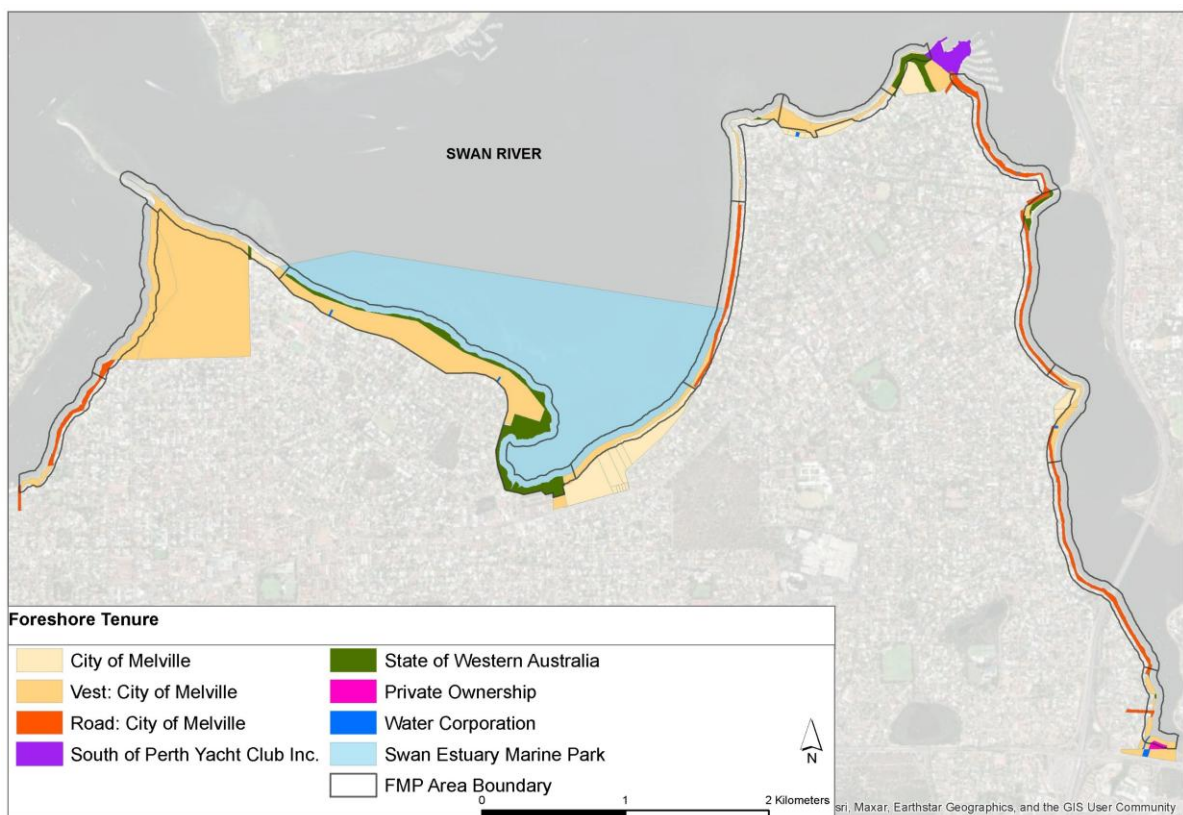 SWAN RIVER
Foreshore Tenure
City of Melville
Vest: City of Melville
Road: City of Melville
South of Perth Yacht Club Inc.
State of Western Australia
Private Ownership
Water Corporation
Swan Estuary Marine Park
FMP Area Boundary
N
0 1 2 Kilometers
sri, Maxar, Earthstar Geographics, and the GIS User Community